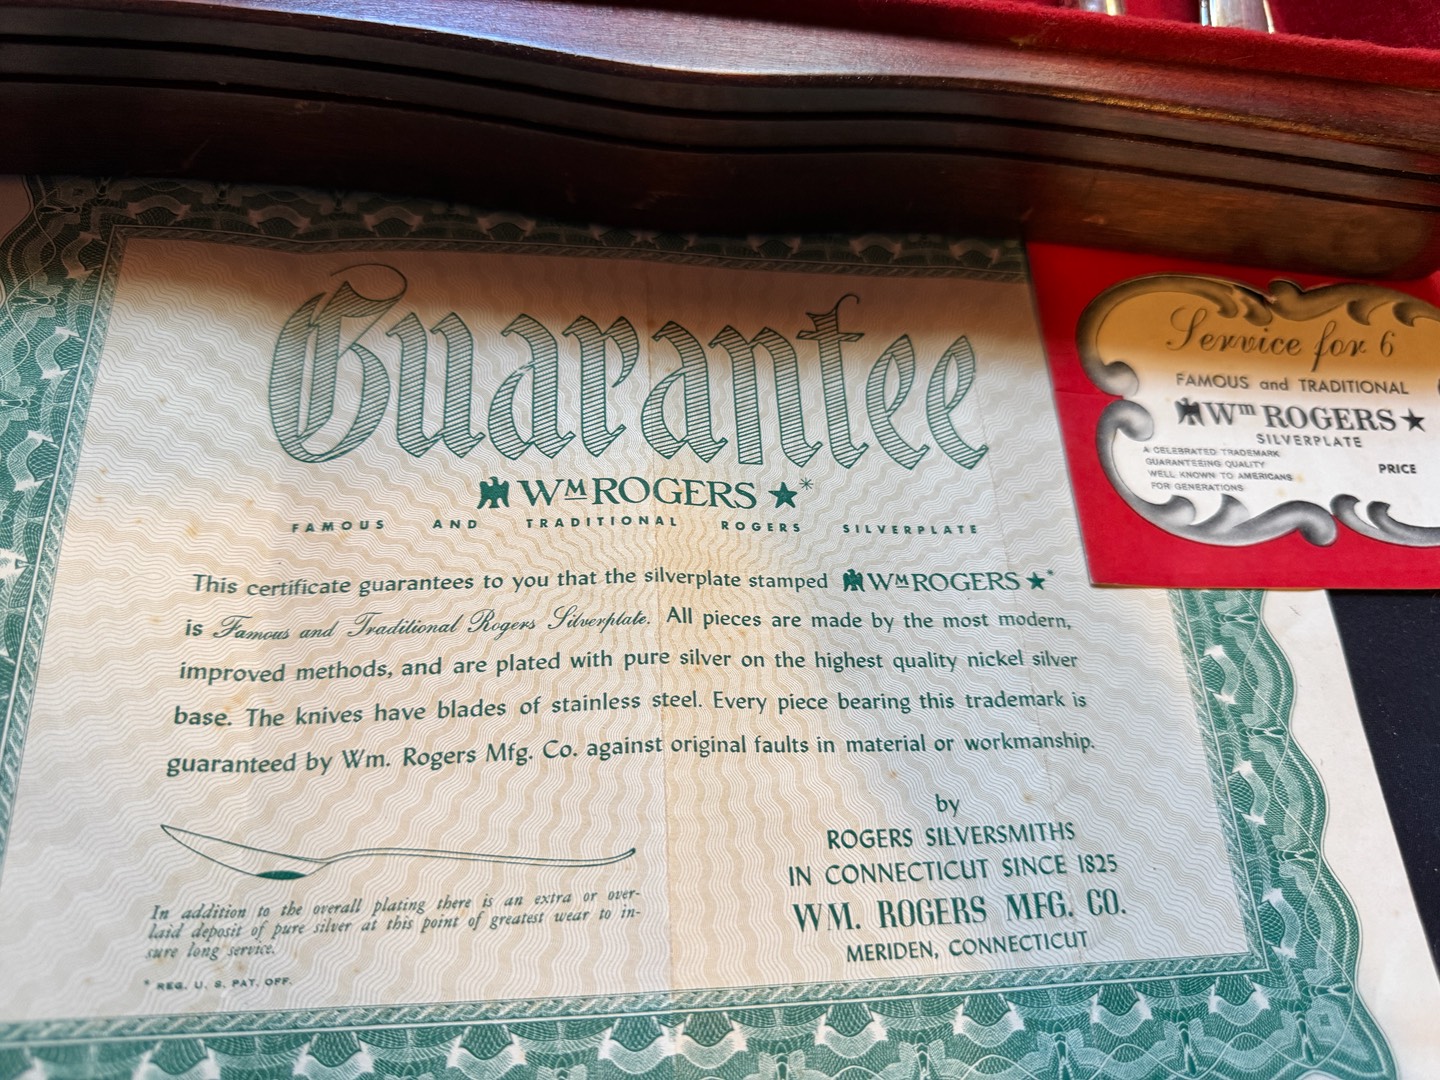 Guarantee
WM ROGERS ★*
FAMOUS AND TRADITIONAL ROGERS SILVERPLATE
This certificate guarantees to you that the silverplate stamped WM ROGERS ★*
is Famous and Traditional Rogers Silverplate. All pieces are made by the most modern,
improved methods, and are plated with pure silver on the highest quality nickel silver
base. The knives have blades of stainless steel. Every piece bearing this trademark is
guaranteed by Wm. Rogers Mfg. Co. against original faults in material or workmanship.
by
ROGERS SILVERSMITHS
IN CONNECTICUT SINCE 1825
WM. ROGERS MFG. CO.
MERIDEN, CONNECTICUT
In addition to the overall plating there is an extra or over-
laid deposit of pure silver at this point of greatest wear to in-
sure long service.
* REG. U. S. PAT. OFF.
Service for 6
FAMOUS and TRADITIONAL
Wm ROGERS ★
SILVERPLATE
A CELEBRATED TRADEMARK
GUARANTEEING QUALITY
WELL KNOWN TO AMERICANS
FOR GENERATIONS
PRICE